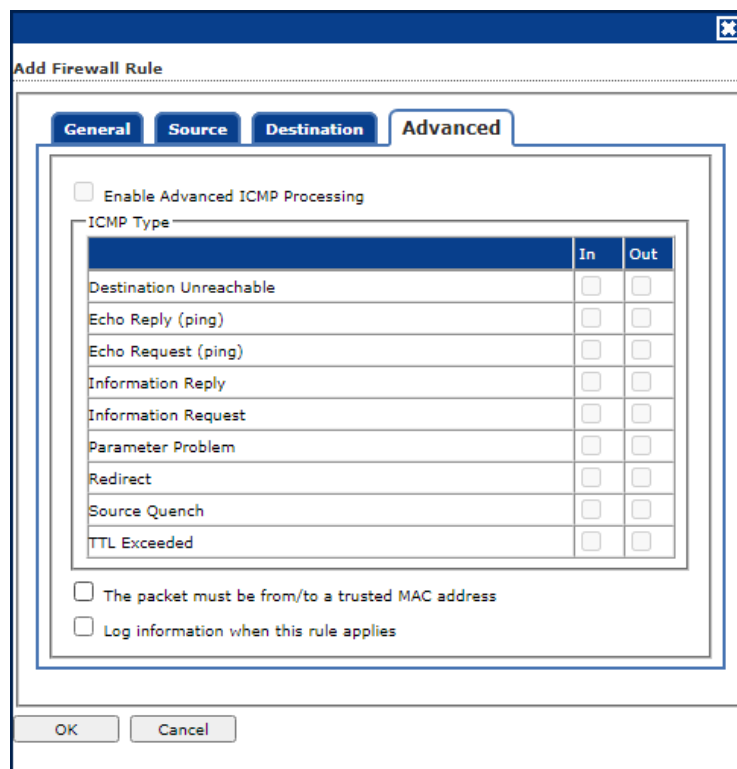 Add Firewall Rule
General Source Destination Advanced
Enable Advanced ICMP Processing
ICMP Type
In Out
Destination Unreachable
Echo Reply (ping)
Echo Request (ping)
Information Reply
Information Request
Parameter Problem
Redirect
Source Quench
TTL Exceeded
The packet must be from/to a trusted MAC address
Log information when this rule applies
OK Cancel